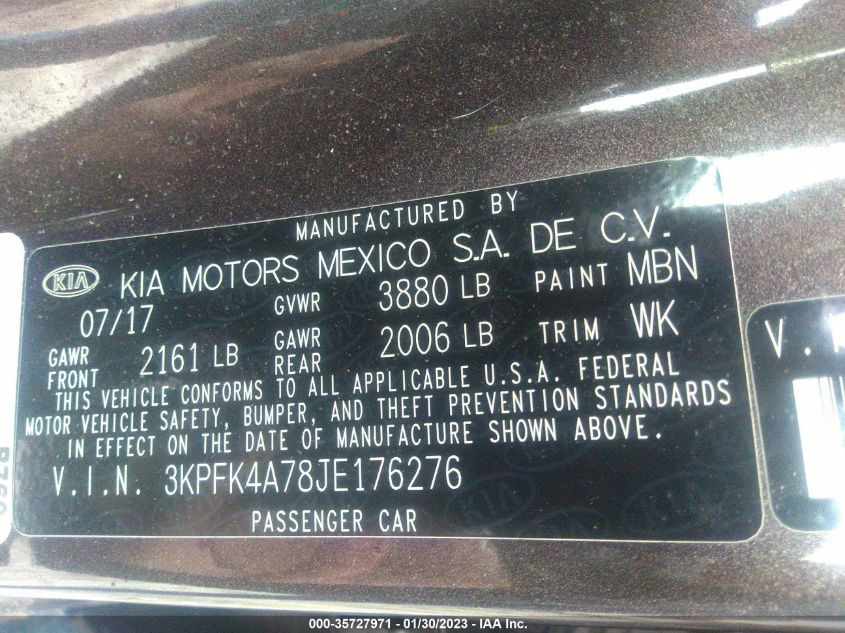 MANUFACTURED BY
KIA KIA MOTORS MEXICO S.A. DE C.V.
07/17 GVWR 3880 LB PAINT MBN
GAWR FRONT 2161 LB GAWR REAR 2006 LB TRIM WK
THIS VEHICLE CONFORMS TO ALL APPLICABLE U.S.A. FEDERAL
MOTOR VEHICLE SAFETY, BUMPER, AND THEFT PREVENTION STANDARDS
IN EFFECT ON THE DATE OF MANUFACTURE SHOWN ABOVE.
V.I.N. 3KPFK4A78JE176276
PASSENGER CAR
000-35727971 - 01/30/2023 - IAA Inc.